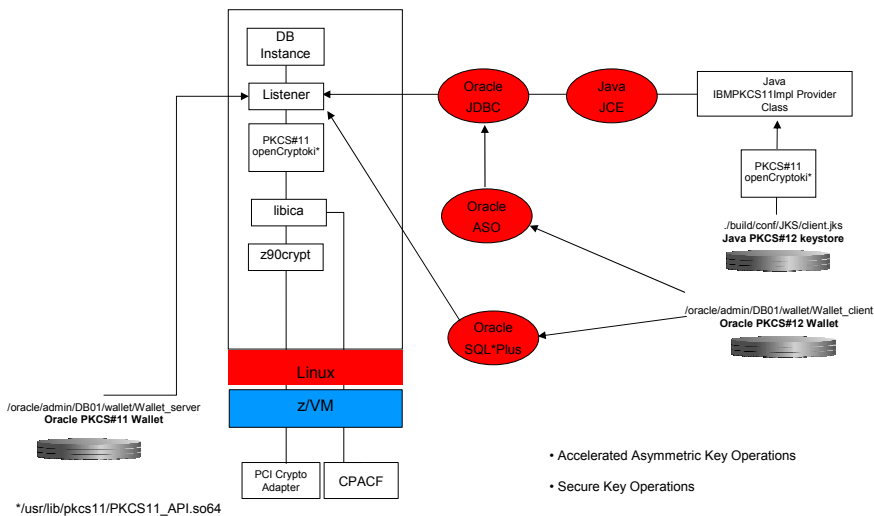 DB
Instance
Listener
PKCS#11
openCryptoki*
libica
z90crypt
Linux
z/VM
PCI Crypto
Adapter
CPACF
Oracle
JDBC
Java
JCE
Java
IBMPKCS11Impl Provider
Class
PKCS#11
openCryptoki*
./build/conf/JKS/client.jks
Java PKCS#12 keystore
Oracle
ASO
Oracle
SQL*Plus
/oracle/admin/DB01/wallet/Wallet_client
Oracle PKCS#12 Wallet
/oracle/admin/DB01/wallet/Wallet_server
Oracle PKCS#11 Wallet
• Accelerated Asymmetric Key Operations
• Secure Key Operations
*/usr/lib/pkcs11/PKCS11_API.so64